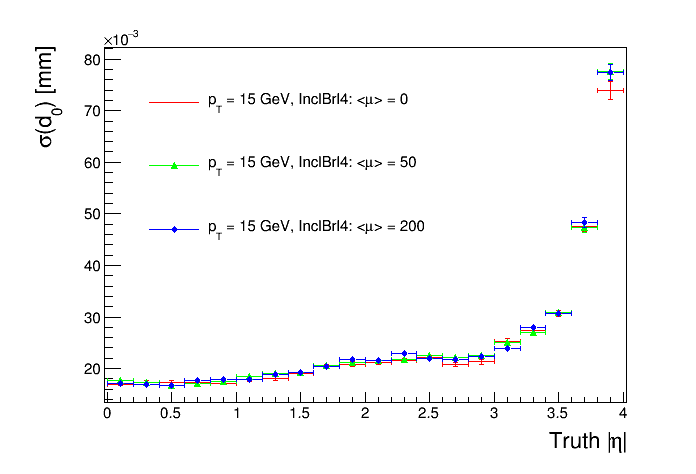 ×10⁻³
σ(d₀) [mm]
80
70
60
50
40
30
20
p_T = 15 GeV, InclBrl4: <μ> = 0
p_T = 15 GeV, InclBrl4: <μ> = 50
p_T = 15 GeV, InclBrl4: <μ> = 200
0 0.5 1 1.5 2 2.5 3 3.5 4
Truth |η|